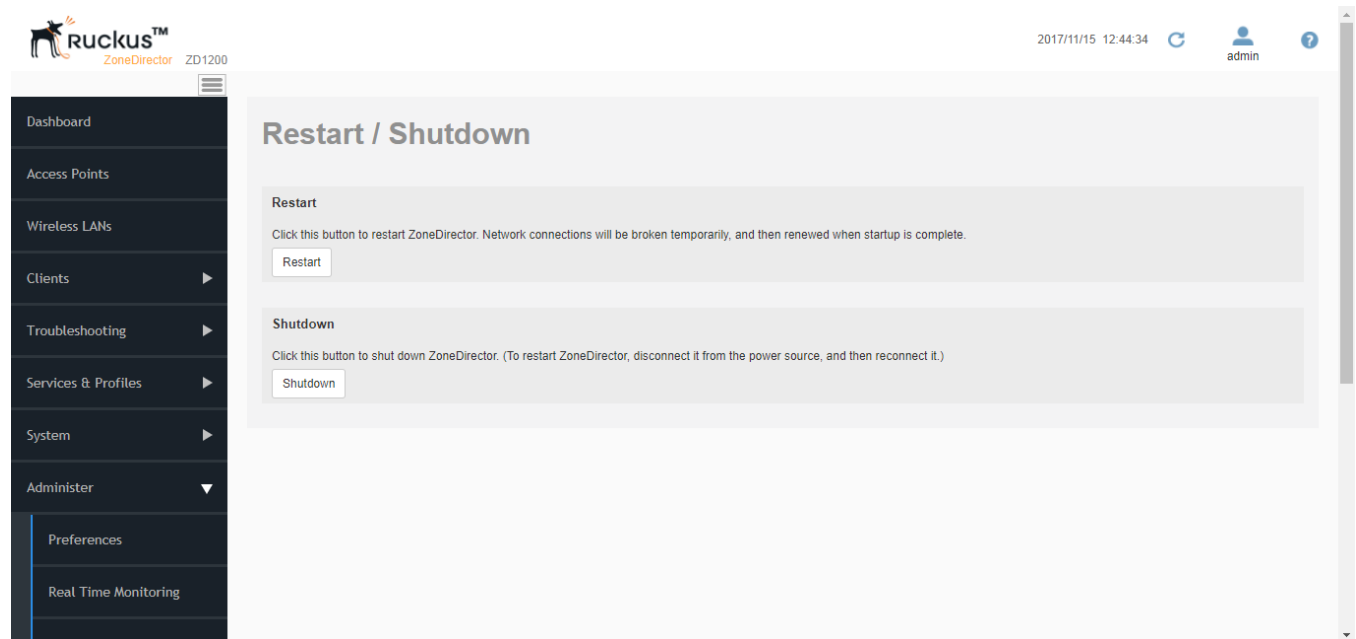 Ruckus™
ZoneDirector ZD1200
2017/11/15 12:44:34
admin
Dashboard
Access Points
Wireless LANs
Clients
Troubleshooting
Services & Profiles
System
Administer
Preferences
Real Time Monitoring
Restart / Shutdown
Restart
Click this button to restart ZoneDirector. Network connections will be broken temporarily, and then renewed when startup is complete.
Restart
Shutdown
Click this button to shut down ZoneDirector. (To restart ZoneDirector, disconnect it from the power source, and then reconnect it.)
Shutdown